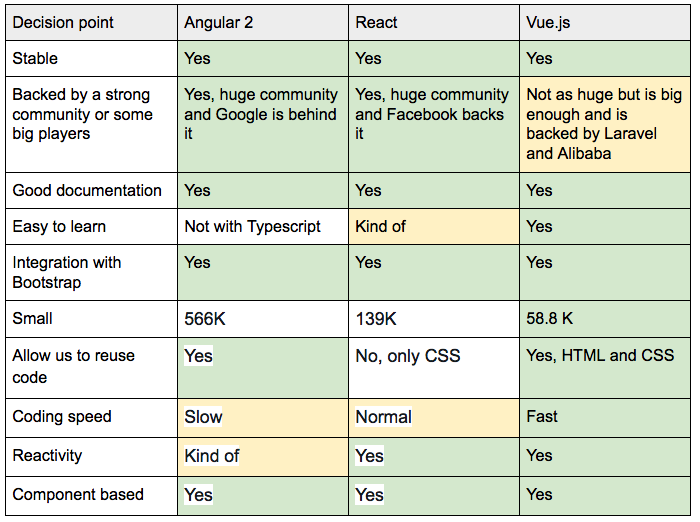 Decision point Angular 2 React Vue.js
Stable Yes Yes Yes
Backed by a strong Yes, huge community Yes, huge community Not as huge but is big
community or some and Google is behind and Facebook backs enough and is
big players it it backed by Laravel
and Alibaba
Good documentation Yes Yes Yes
Easy to learn Not with Typescript Kind of Yes
Integration with Yes Yes Yes
Bootstrap
Small 566K 139K 58.8 K
Allow us to reuse Yes No, only CSS Yes, HTML and CSS
code
Coding speed Slow Normal Fast
Reactivity Kind of Yes Yes
Component based Yes Yes Yes